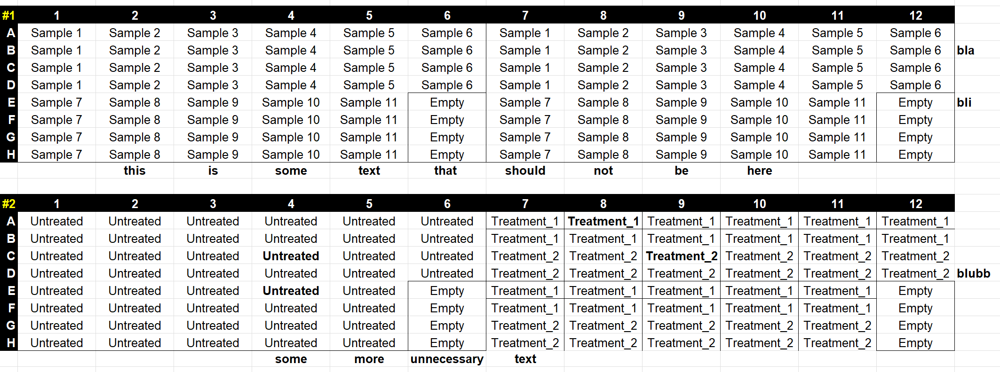 #1 1 2 3 4 5 6 7 8 9 10 11 12
A Sample 1 Sample 2 Sample 3 Sample 4 Sample 5 Sample 6 Sample 1 Sample 2 Sample 3 Sample 4 Sample 5 Sample 6
B Sample 1 Sample 2 Sample 3 Sample 4 Sample 5 Sample 6 Sample 1 Sample 2 Sample 3 Sample 4 Sample 5 Sample 6 bla
C Sample 1 Sample 2 Sample 3 Sample 4 Sample 5 Sample 6 Sample 1 Sample 2 Sample 3 Sample 4 Sample 5 Sample 6
D Sample 1 Sample 2 Sample 3 Sample 4 Sample 5 Sample 6 Sample 1 Sample 2 Sample 3 Sample 4 Sample 5 Sample 6
E Sample 7 Sample 8 Sample 9 Sample 10 Sample 11 Empty Sample 7 Sample 8 Sample 9 Sample 10 Sample 11 Empty bli
F Sample 7 Sample 8 Sample 9 Sample 10 Sample 11 Empty Sample 7 Sample 8 Sample 9 Sample 10 Sample 11 Empty
G Sample 7 Sample 8 Sample 9 Sample 10 Sample 11 Empty Sample 7 Sample 8 Sample 9 Sample 10 Sample 11 Empty
H Sample 7 Sample 8 Sample 9 Sample 10 Sample 11 Empty Sample 7 Sample 8 Sample 9 Sample 10 Sample 11 Empty
this is some text that should not be here
#2 1 2 3 4 5 6 7 8 9 10 11 12
A Untreated Untreated Untreated Untreated Untreated Untreated Treatment_1 Treatment_1 Treatment_1 Treatment_1 Treatment_1 Treatment_1
B Untreated Untreated Untreated Untreated Untreated Untreated Treatment_1 Treatment_1 Treatment_1 Treatment_1 Treatment_1 Treatment_1
C Untreated Untreated Untreated Untreated Untreated Untreated Treatment_2 Treatment_2 Treatment_2 Treatment_2 Treatment_2 Treatment_2
D Untreated Untreated Untreated Untreated Untreated Untreated Treatment_2 Treatment_2 Treatment_2 Treatment_2 Treatment_2 Treatment_2 blubb
E Untreated Untreated Untreated Untreated Untreated Empty Treatment_1 Treatment_1 Treatment_1 Treatment_1 Treatment_1 Empty
F Untreated Untreated Untreated Untreated Untreated Empty Treatment_1 Treatment_1 Treatment_1 Treatment_1 Treatment_1 Empty
G Untreated Untreated Untreated Untreated Untreated Empty Treatment_2 Treatment_2 Treatment_2 Treatment_2 Treatment_2 Empty
H Untreated Untreated Untreated Untreated Untreated Empty Treatment_2 Treatment_2 Treatment_2 Treatment_2 Treatment_2 Empty
some more unnecessary text